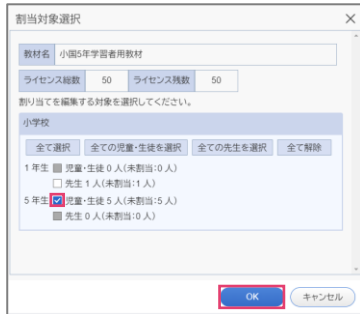 割当対象選択
教材名 小国5年学習者用教材
ライセンス総数 50 ライセンス残数 50
割り当てを編集する対象を選択してください。
小学校
全て選択 全ての児童・生徒を選択 全ての先生を選択 全て解除
1年生 児童・生徒 0 人(未割当:0 人)
先生 1 人(未割当:1 人)
5年生 児童・生徒 5 人(未割当:5 人)
先生 0 人(未割当:0 人)
OK キャンセル